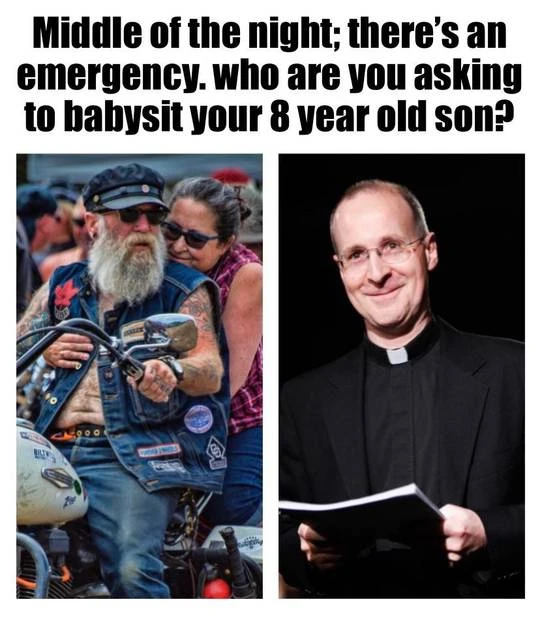 Middle of the night; there's an
emergency. who are you asking
to babysit your 8 year old son?